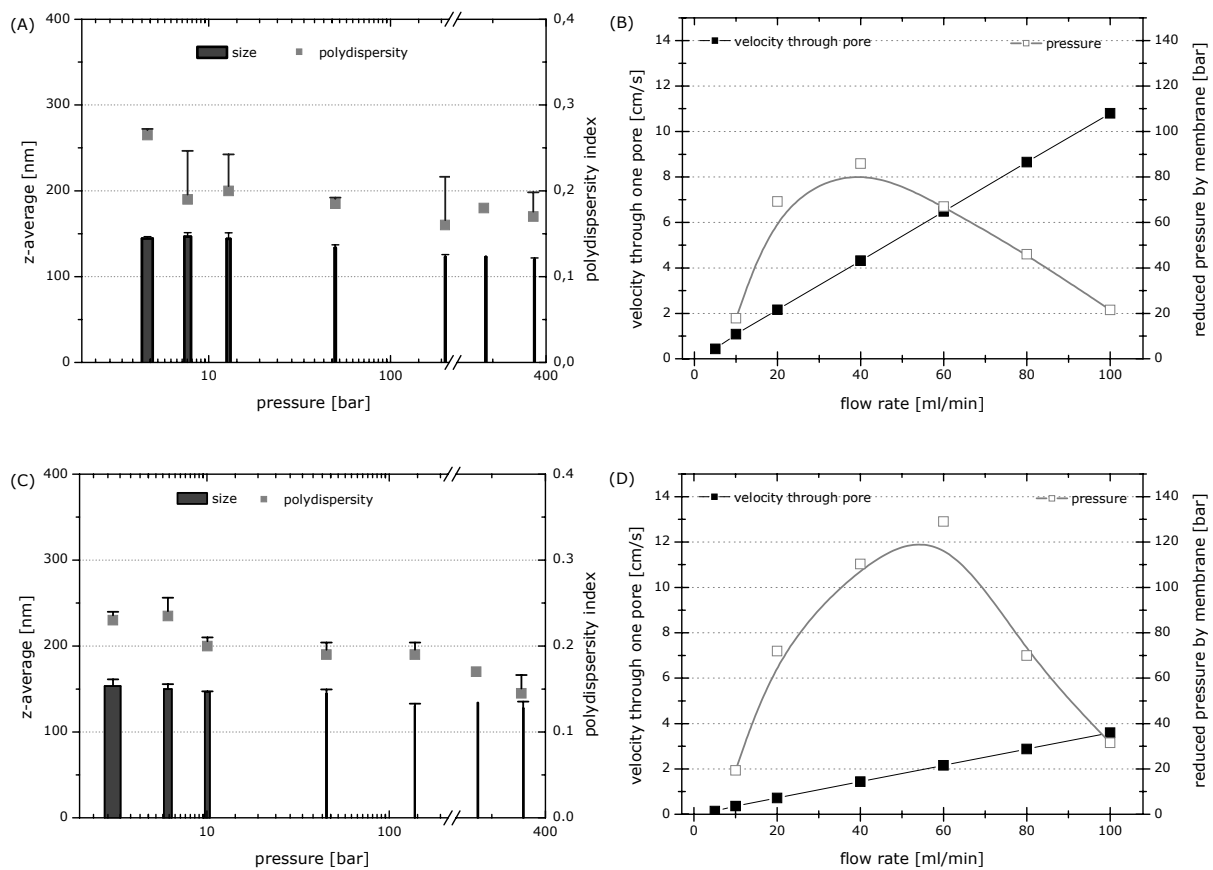 (A)
size
polydispersity
z-average [nm]
400
300
200
100
0
0,4
0,3
0,2
0,1
0,0
polydispsersity index
10
100
400
pressure [bar]
(B)
velocity through pore
pressure
velocity through one pore [cm/s]
14
12
10
8
6
4
2
0
140
120
100
80
60
40
20
0
reduced pressure by membrane [bar]
0
20
40
60
80
100
flow rate [ml/min]
(C)
size
polydispersity
z-average [nm]
400
300
200
100
0
0.4
0.3
0.2
0.1
0.0
polydispsersity index
10
100
400
pressure [bar]
(D)
velocity through pore
pressure
velocity through one pore [cm/s]
14
12
10
8
6
4
2
0
140
120
100
80
60
40
20
0
reduced pressure by membrane [bar]
0
20
40
60
80
100
flow rate [ml/min]